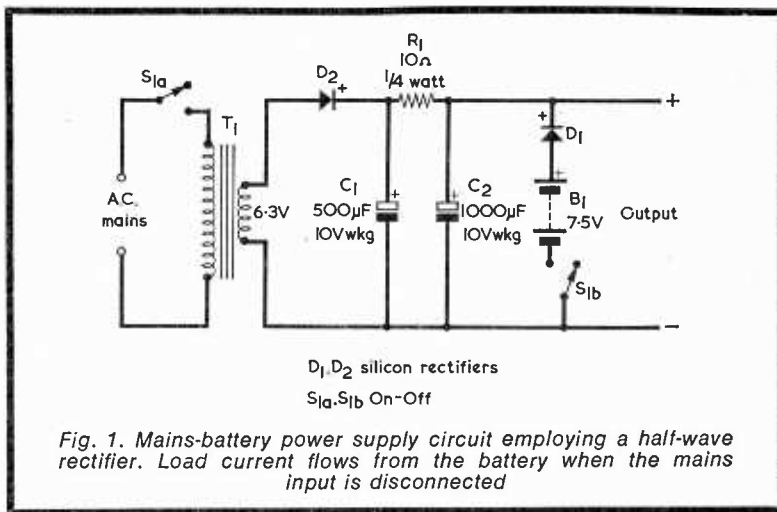 S1a
T1
A.C.
mains
6·3V
D2
+
R1
10Ω
1/4 watt
C1
500µF
10Vwkg
+
C2
1000µF
10Vwkg
+
+
D1
+
B1
7·5V
S1b
+
Output
−
D1.D2 silicon rectifiers
S1a.S1b On-Off
Fig. 1. Mains-battery power supply circuit employing a half-wave
rectifier. Load current flows from the battery when the mains
input is disconnected